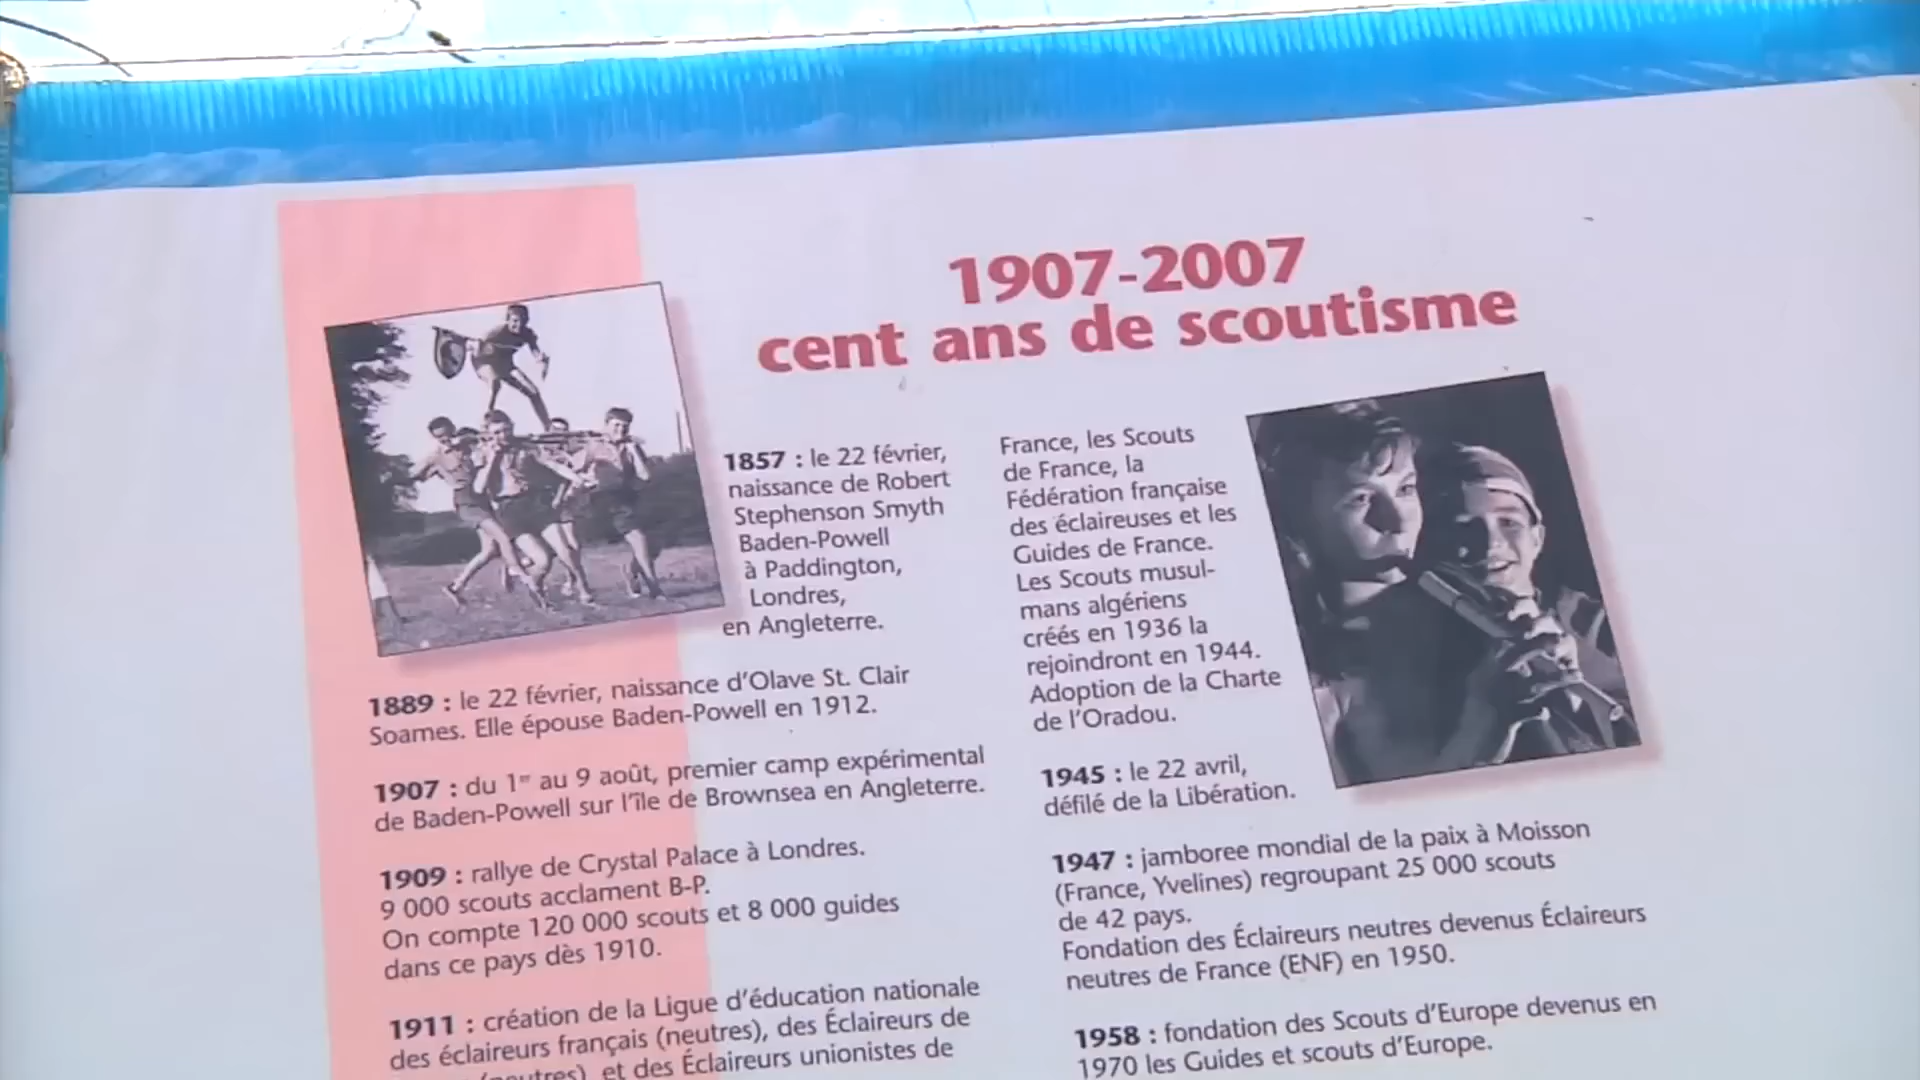 1907-2007
cent ans de scoutisme
1857 : le 22 février,
naissance de Robert
Stephenson Smyth
Baden-Powell
à Paddington,
Londres,
en Angleterre.
1889 : le 22 février, naissance d'Olave St. Clair
Soames. Elle épouse Baden-Powell en 1912.
1907 : du 1er au 9 août, premier camp expérimental
de Baden-Powell sur l'île de Brownsea en Angleterre.
1909 : rallye de Crystal Palace à Londres.
9 000 scouts acclament B-P.
On compte 120 000 scouts et 8 000 guides
dans ce pays dès 1910.
1911 : création de la Ligue d'éducation nationale
des éclaireurs français (neutres), des Éclaireurs de
(neutres), et des Éclaireurs unionistes de
France, les Scouts
de France, la
Fédération française
des éclaireuses et les
Guides de France.
Les Scouts musul-
mans algériens
créés en 1936 la
rejoindront en 1944.
Adoption de la Charte
de l'Oradou.
1945 : le 22 avril,
défilé de la Libération.
1947 : jamboree mondial de la paix à Moisson
(France, Yvelines) regroupant 25 000 scouts
de 42 pays.
Fondation des Éclaireurs neutres devenus Éclaireurs
neutres de France (ENF) en 1950.
1958 : fondation des Scouts d'Europe devenus en
1970 les Guides et scouts d'Europe.